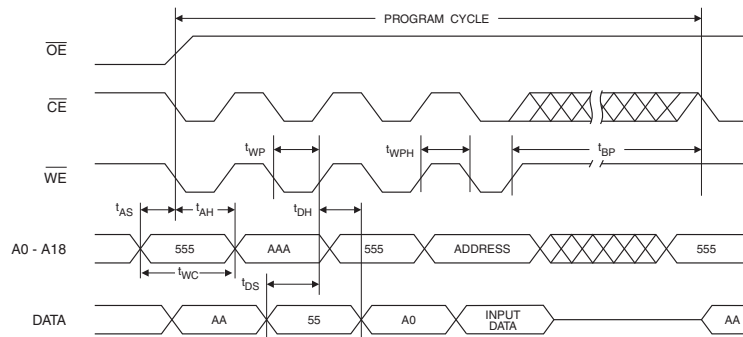 PROGRAM CYCLE
OE
CE
tWP
tWPH
tBP
WE
tAS
tAH
tDH
A0 - A18
555
AAA
555
ADDRESS
555
tWC
tDS
DATA
AA
55
A0
INPUT
DATA
AA